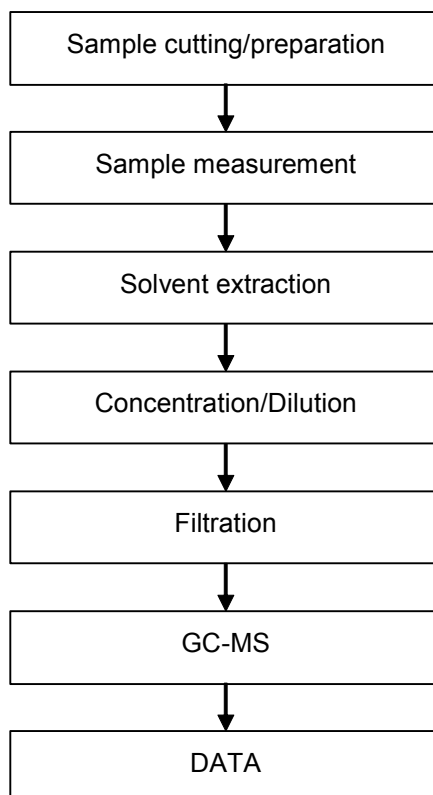 Sample cutting/preparation
Sample measurement
Solvent extraction
Concentration/Dilution
Filtration
GC-MS
DATA